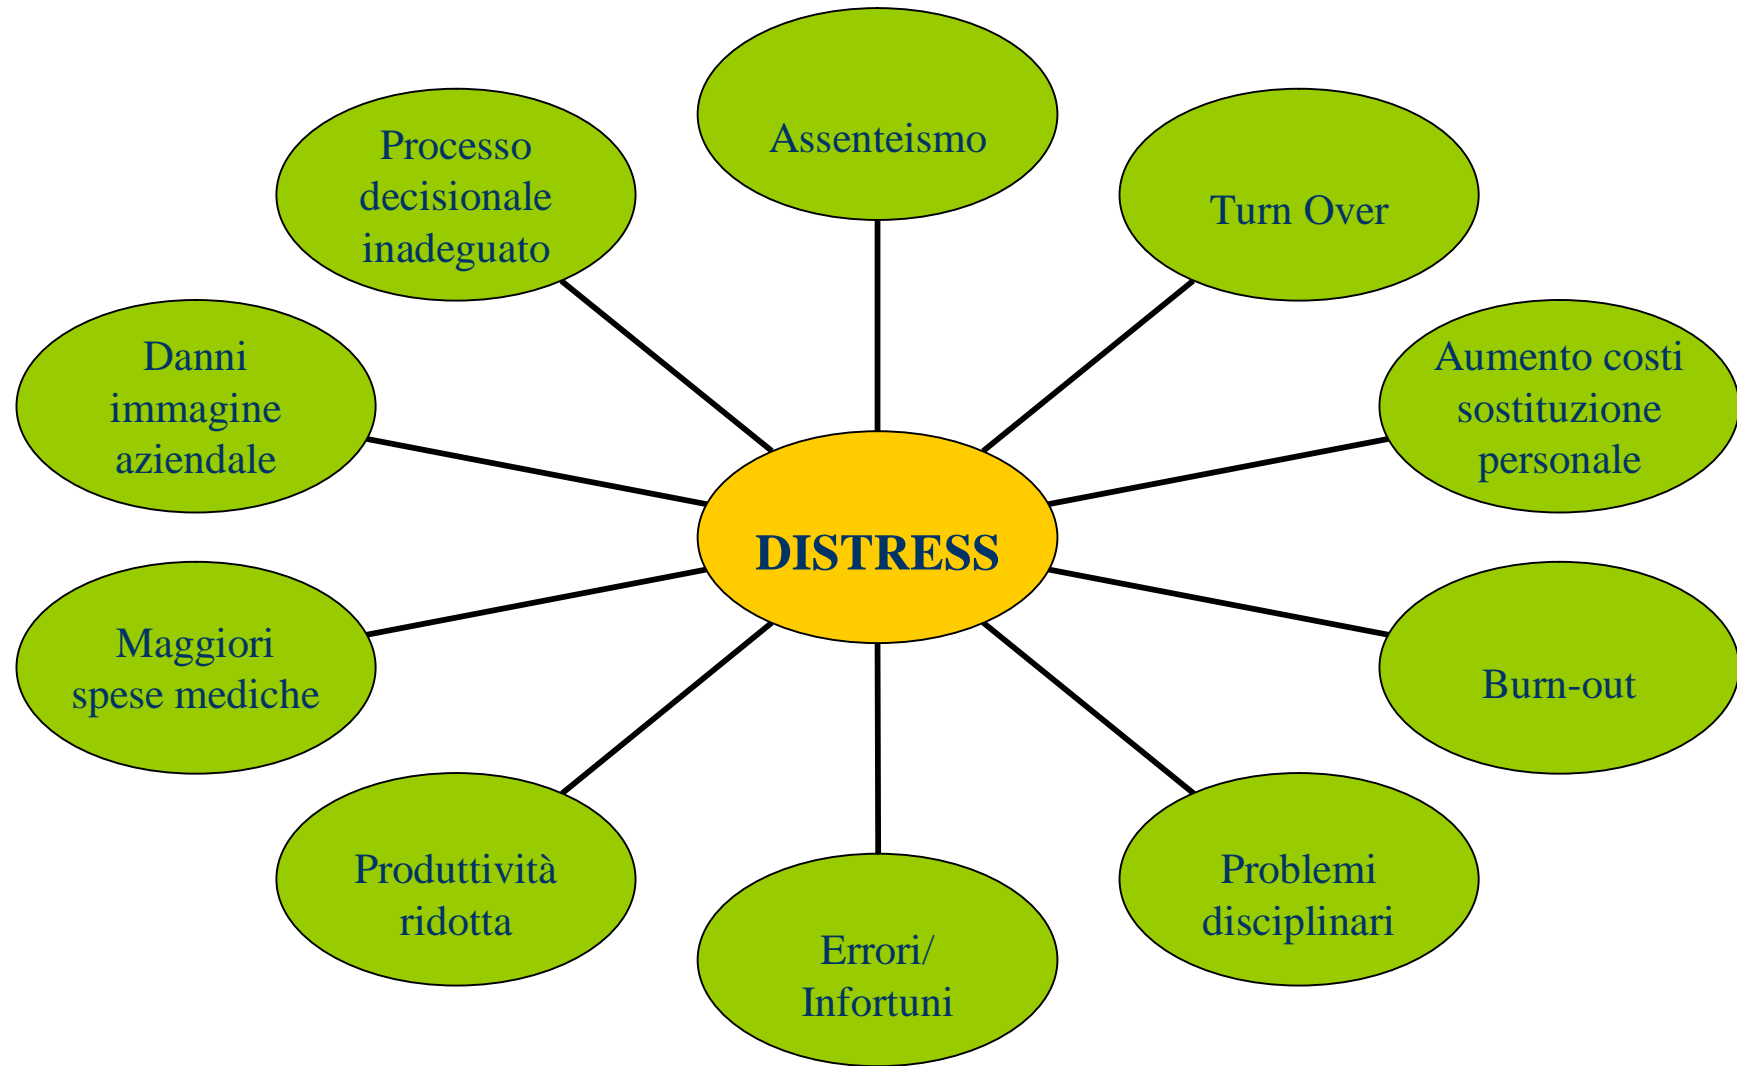 Assenteismo
Turn Over
Aumento costi
sostituzione
personale
Burn-out
Problemi
disciplinari
Errori/
Infortuni
Produttività
ridotta
Maggiori
spese mediche
Danni
immagine
aziendale
Processo
decisionale
inadeguato
DISTRESS